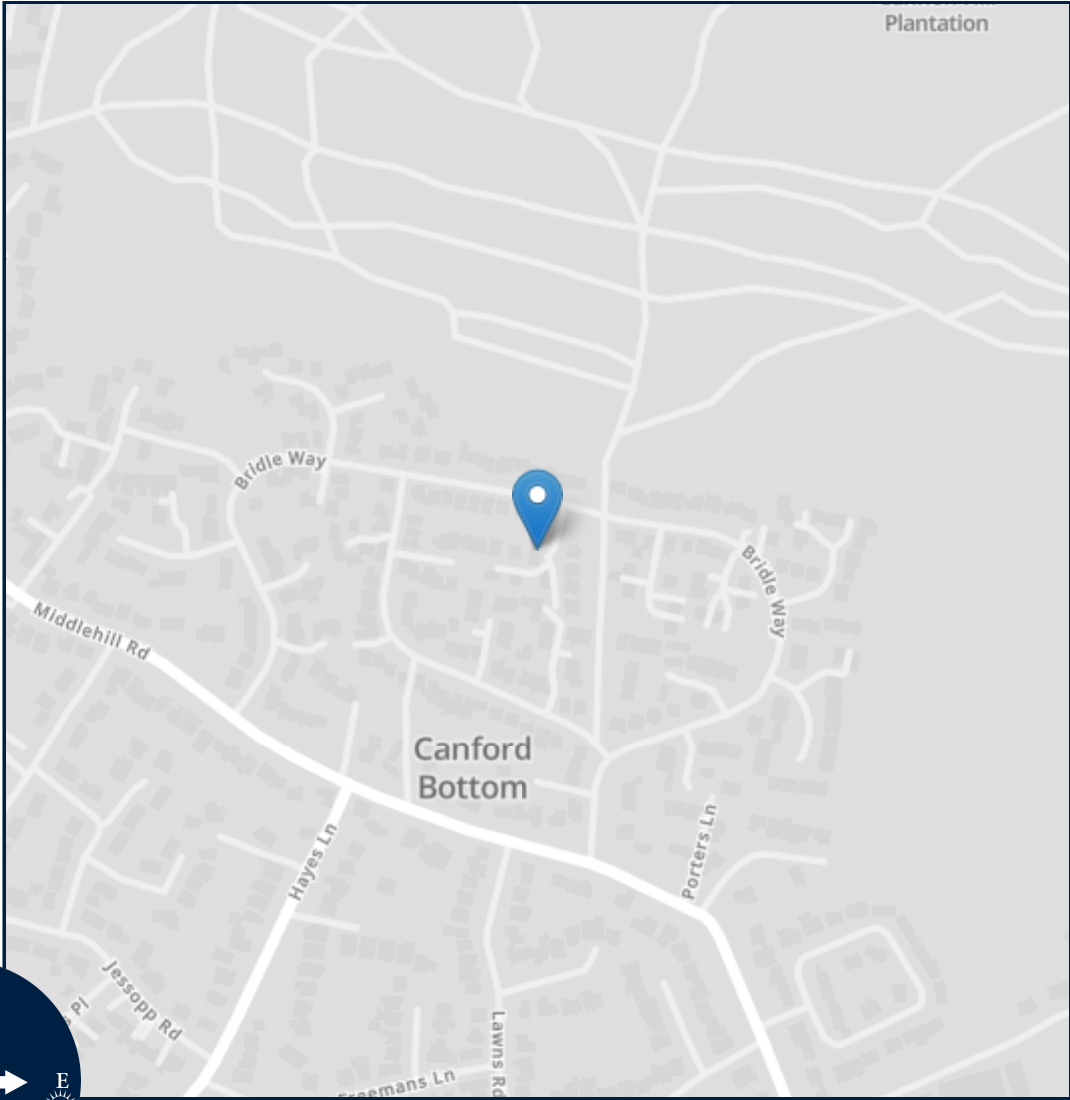 Plantation
Bridle Way
Bridle Way
Middlehill Rd
Canford
Bottom
Hayes Ln
Porters Ln
Jessopp Rd
Pl
Lawns Rd
Freemans Ln
E